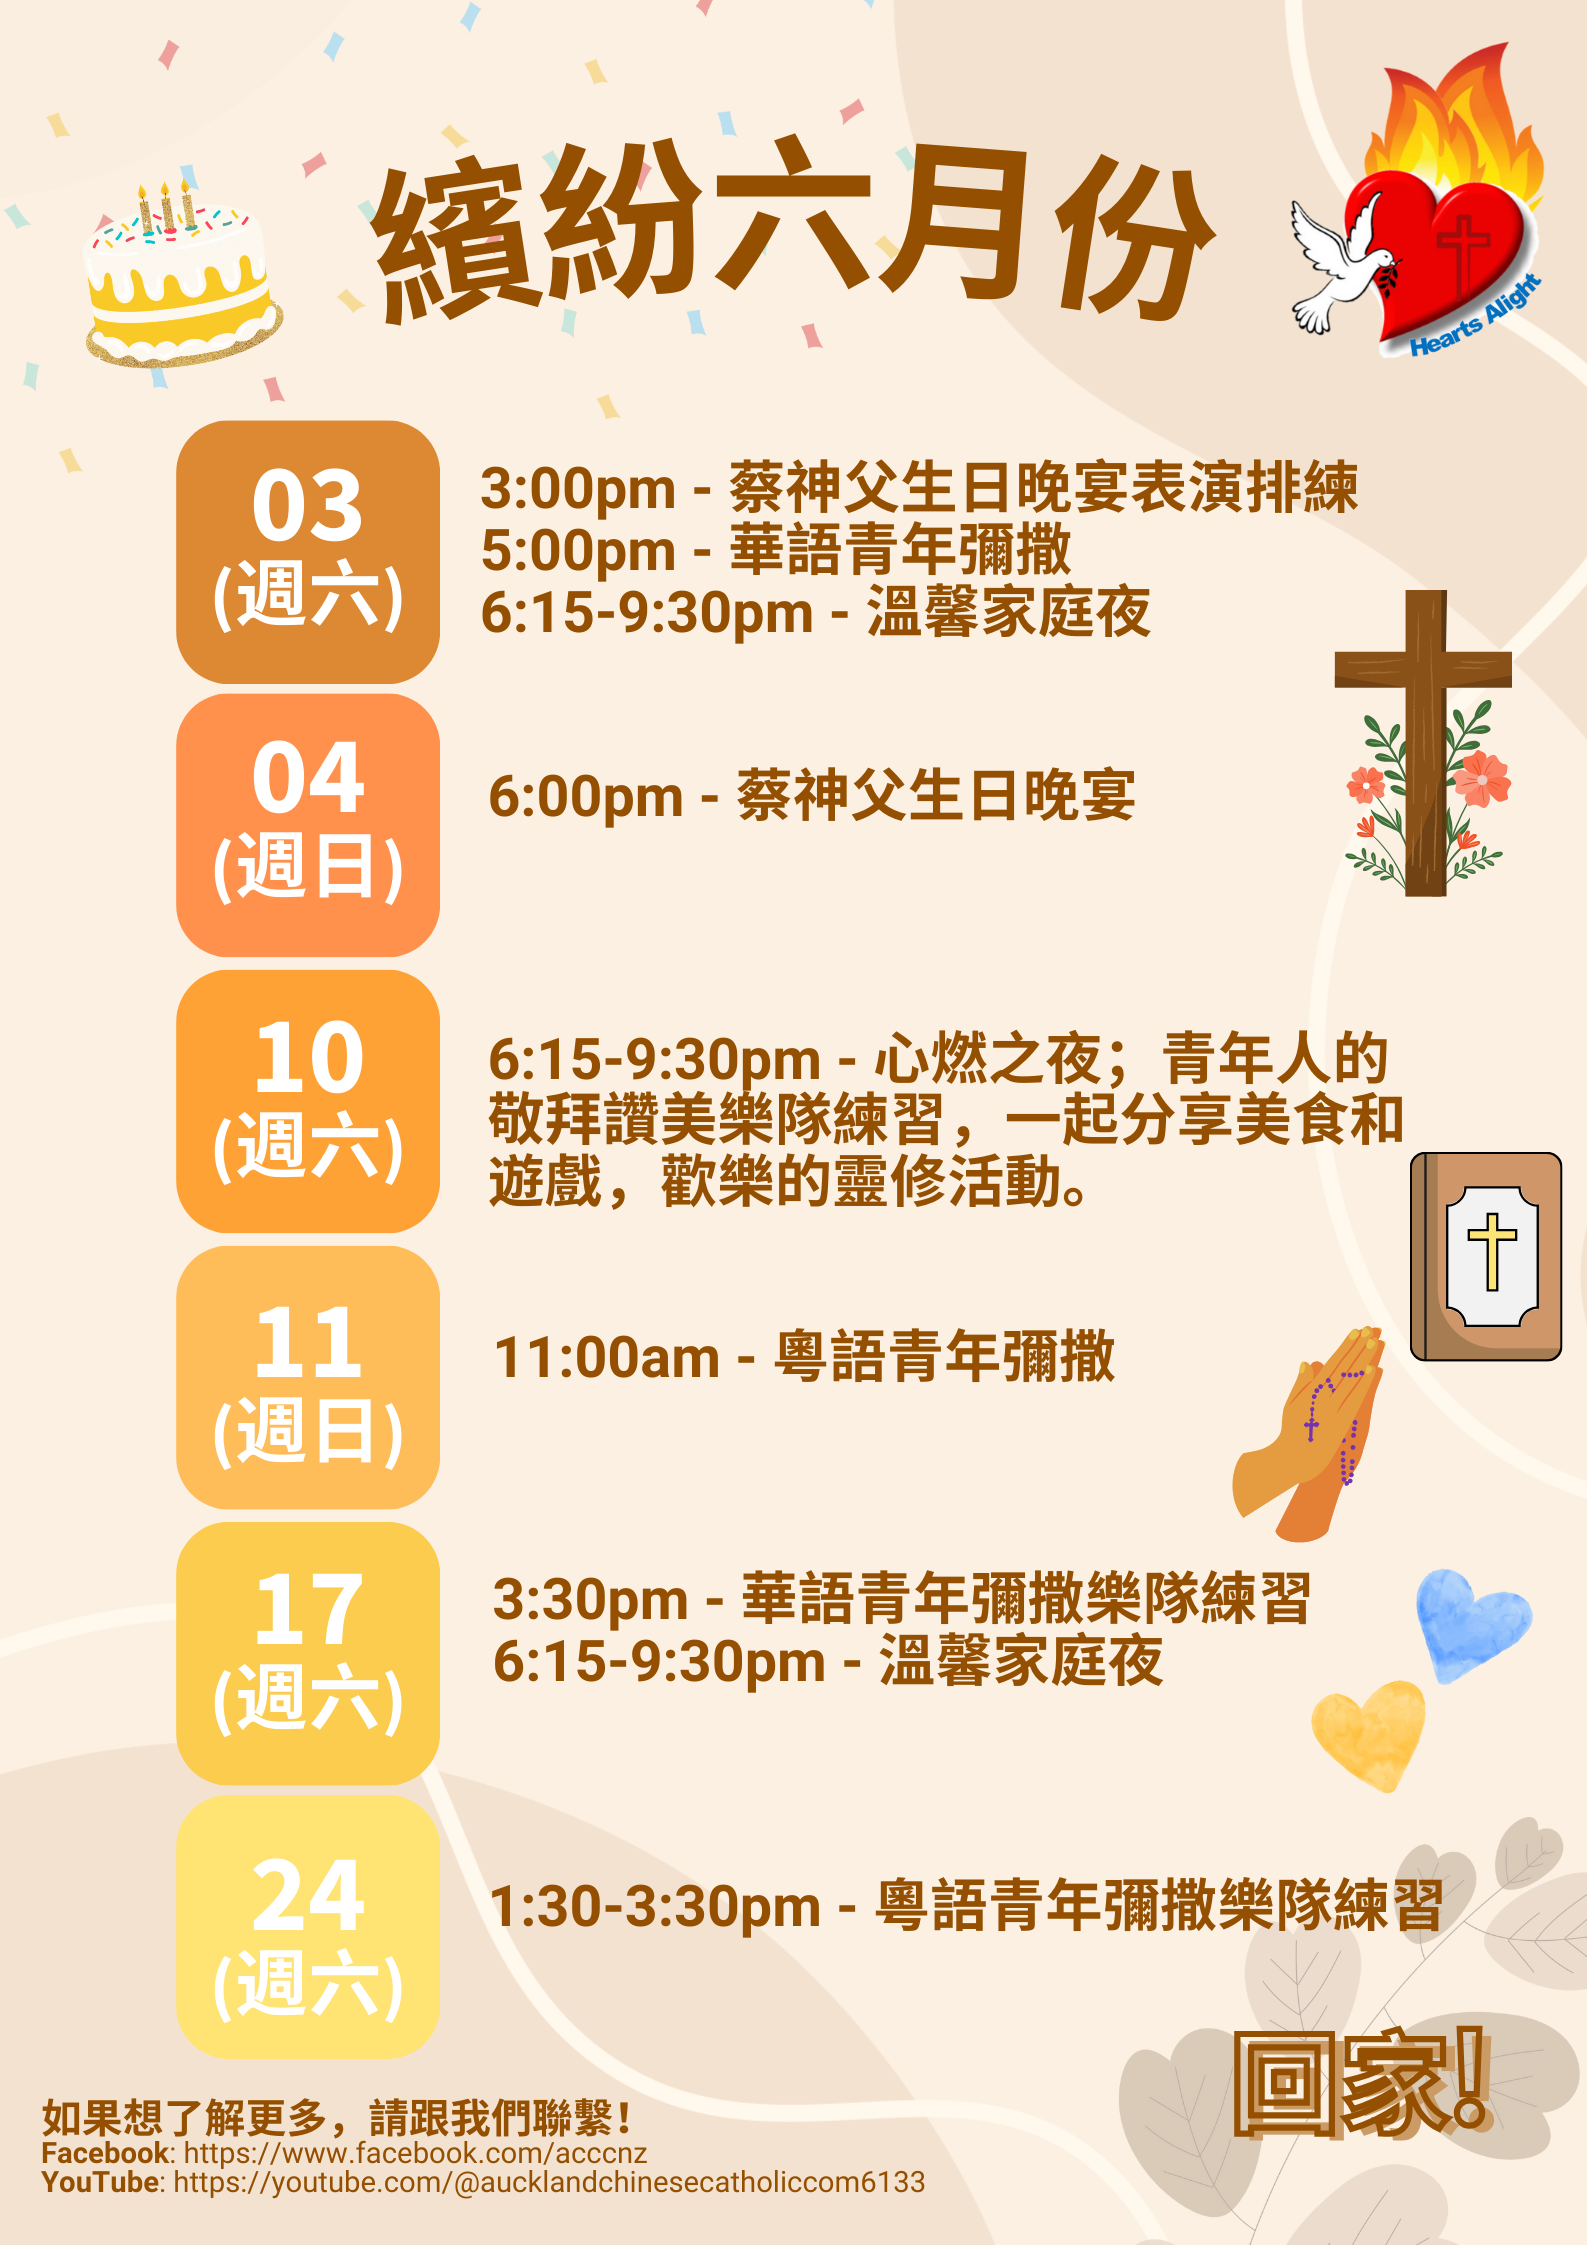 繽紛六月份
Hearts Alight
03
(週六)
3:00pm - 蔡神父生日晚宴表演排練
5:00pm - 華語青年彌撒
6:15-9:30pm - 溫馨家庭夜
04
(週日)
6:00pm - 蔡神父生日晚宴
10
(週六)
6:15-9:30pm - 心燃之夜；青年人的
敬拜讚美樂隊練習，一起分享美食和
遊戲，歡樂的靈修活動。
11
(週日)
11:00am - 粵語青年彌撒
17
(週六)
3:30pm - 華語青年彌撒樂隊練習
6:15-9:30pm - 溫馨家庭夜
24
(週六)
1:30-3:30pm - 粵語青年彌撒樂隊練習
回家!
如果想了解更多，請跟我們聯繫！
Facebook: https://www.facebook.com/acccnz
YouTube: https://youtube.com/@aucklandchinesecatholiccom6133